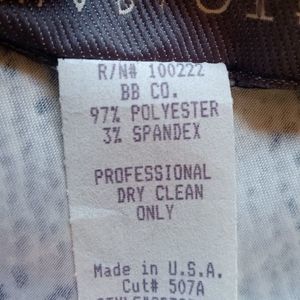 R/N# 100222
BB CO.
97% POLYESTER
3% SPANDEX
PROFESSIONAL
DRY CLEAN
ONLY
Made in U.S.A.
Cut# 507A